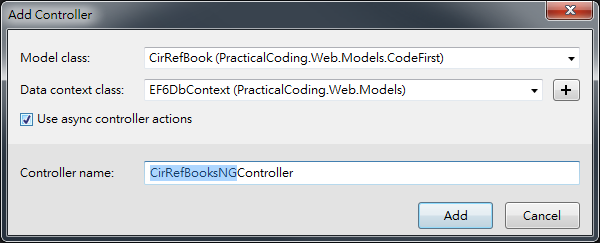 Add Controller
Model class: CirRefBook (PracticalCoding.Web.Models.CodeFirst)
Data context class: EF6DbContext (PracticalCoding.Web.Models)
Use async controller actions
Controller name: CirRefBooksNGController
Add Cancel